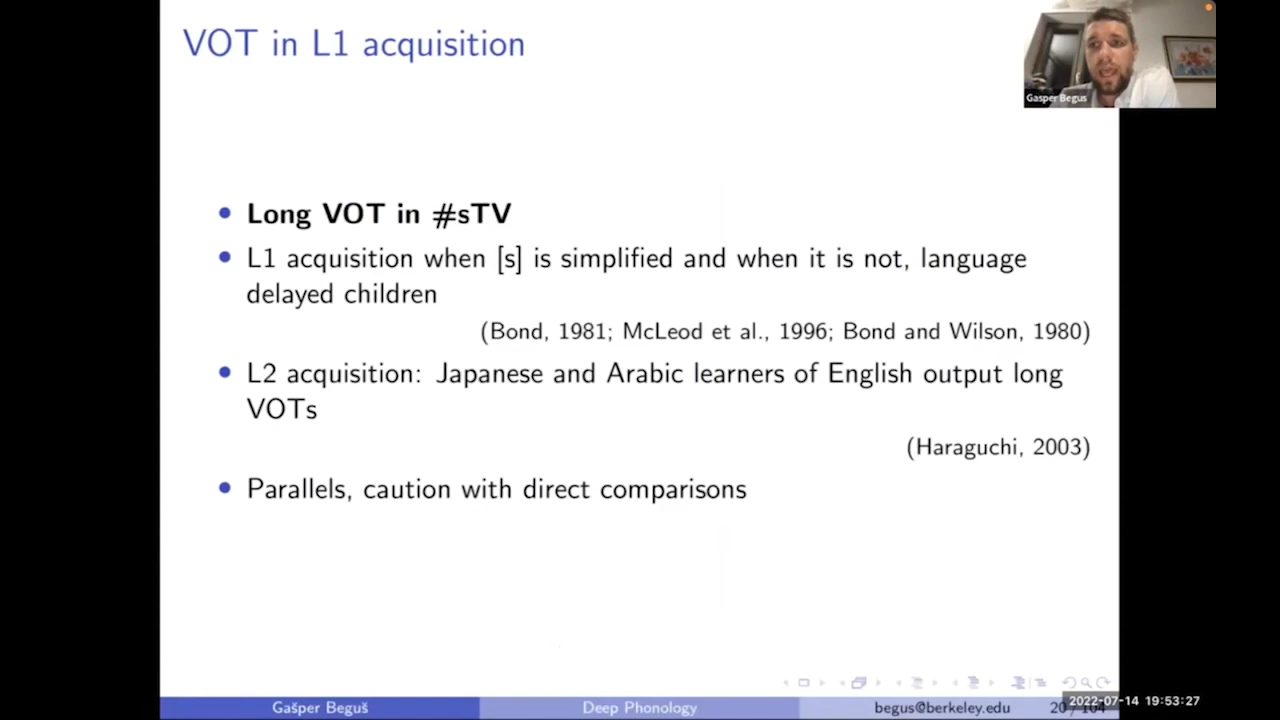 VOT in L1 acquisition
Gasper Begus
Long VOT in #sTV
L1 acquisition when [s] is simplified and when it is not, language
delayed children
(Bond, 1981; McLeod et al., 1996; Bond and Wilson, 1980)
L2 acquisition: Japanese and Arabic learners of English output long
VOTs
(Haraguchi, 2003)
Parallels, caution with direct comparisons
Gašper Beguš
Deep Phonology
begus@berkeley.edu
20 / 104
2022-07-14 19:53:27